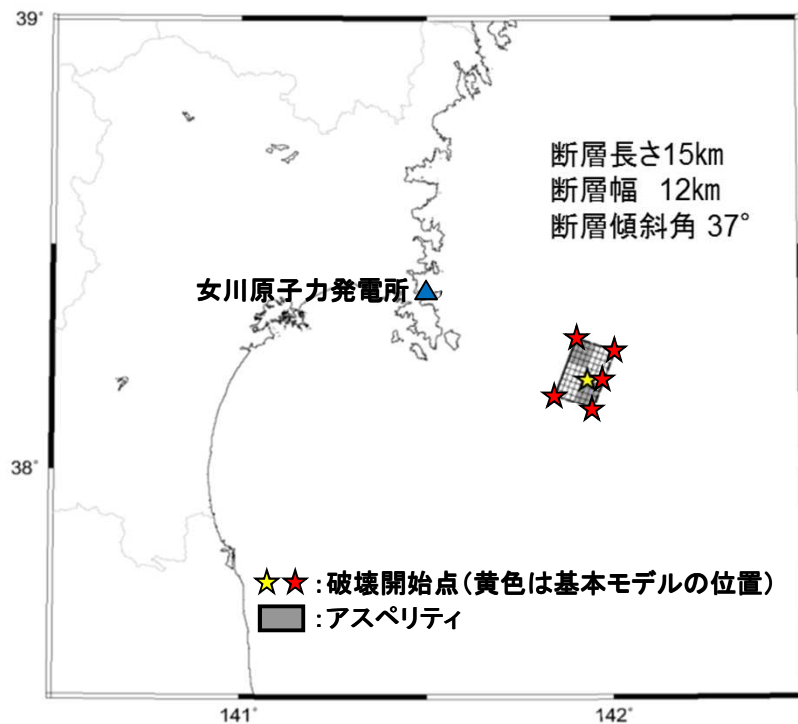 39°
断層長さ15km
断層幅 12km
断層傾斜角 37°
女川原子力発電所
38°
:破壊開始点(黄色は基本モデルの位置)
:アスペリティ
141°
142°